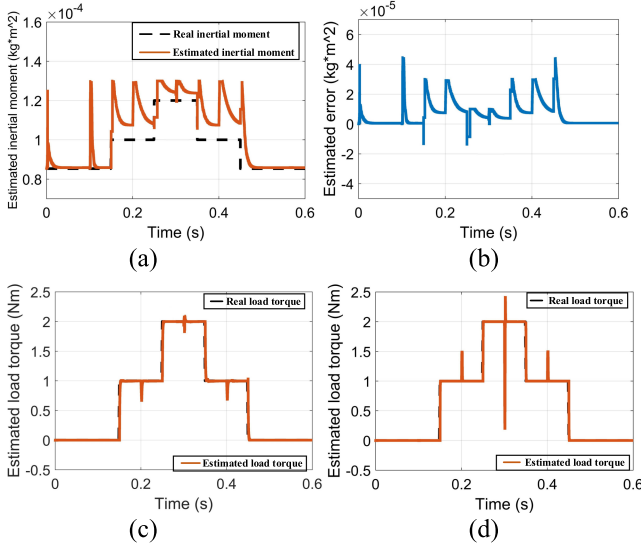 ×10^-4
1.6
1.4
1.2
1
0.8
0
0.2
0.4
0.6
Estimated inertial moment (kg*m^2)
Real inertial moment
Estimated inertial moment
Time (s)
(a)
×10^-5
6
4
2
0
-2
-4
0
0.2
0.4
0.6
Estimated error (kg*m^2)
Time (s)
(b)
2.5
2
1.5
1
0.5
0
-0.5
0
0.2
0.4
0.6
Estimated load torque (Nm)
Real load torque
Estimated load torque
Time (s)
(c)
2.5
2
1.5
1
0.5
0
-0.5
0
0.2
0.4
0.6
Estimated load torque (Nm)
Real load torque
Estimated load torque
Time (s)
(d)